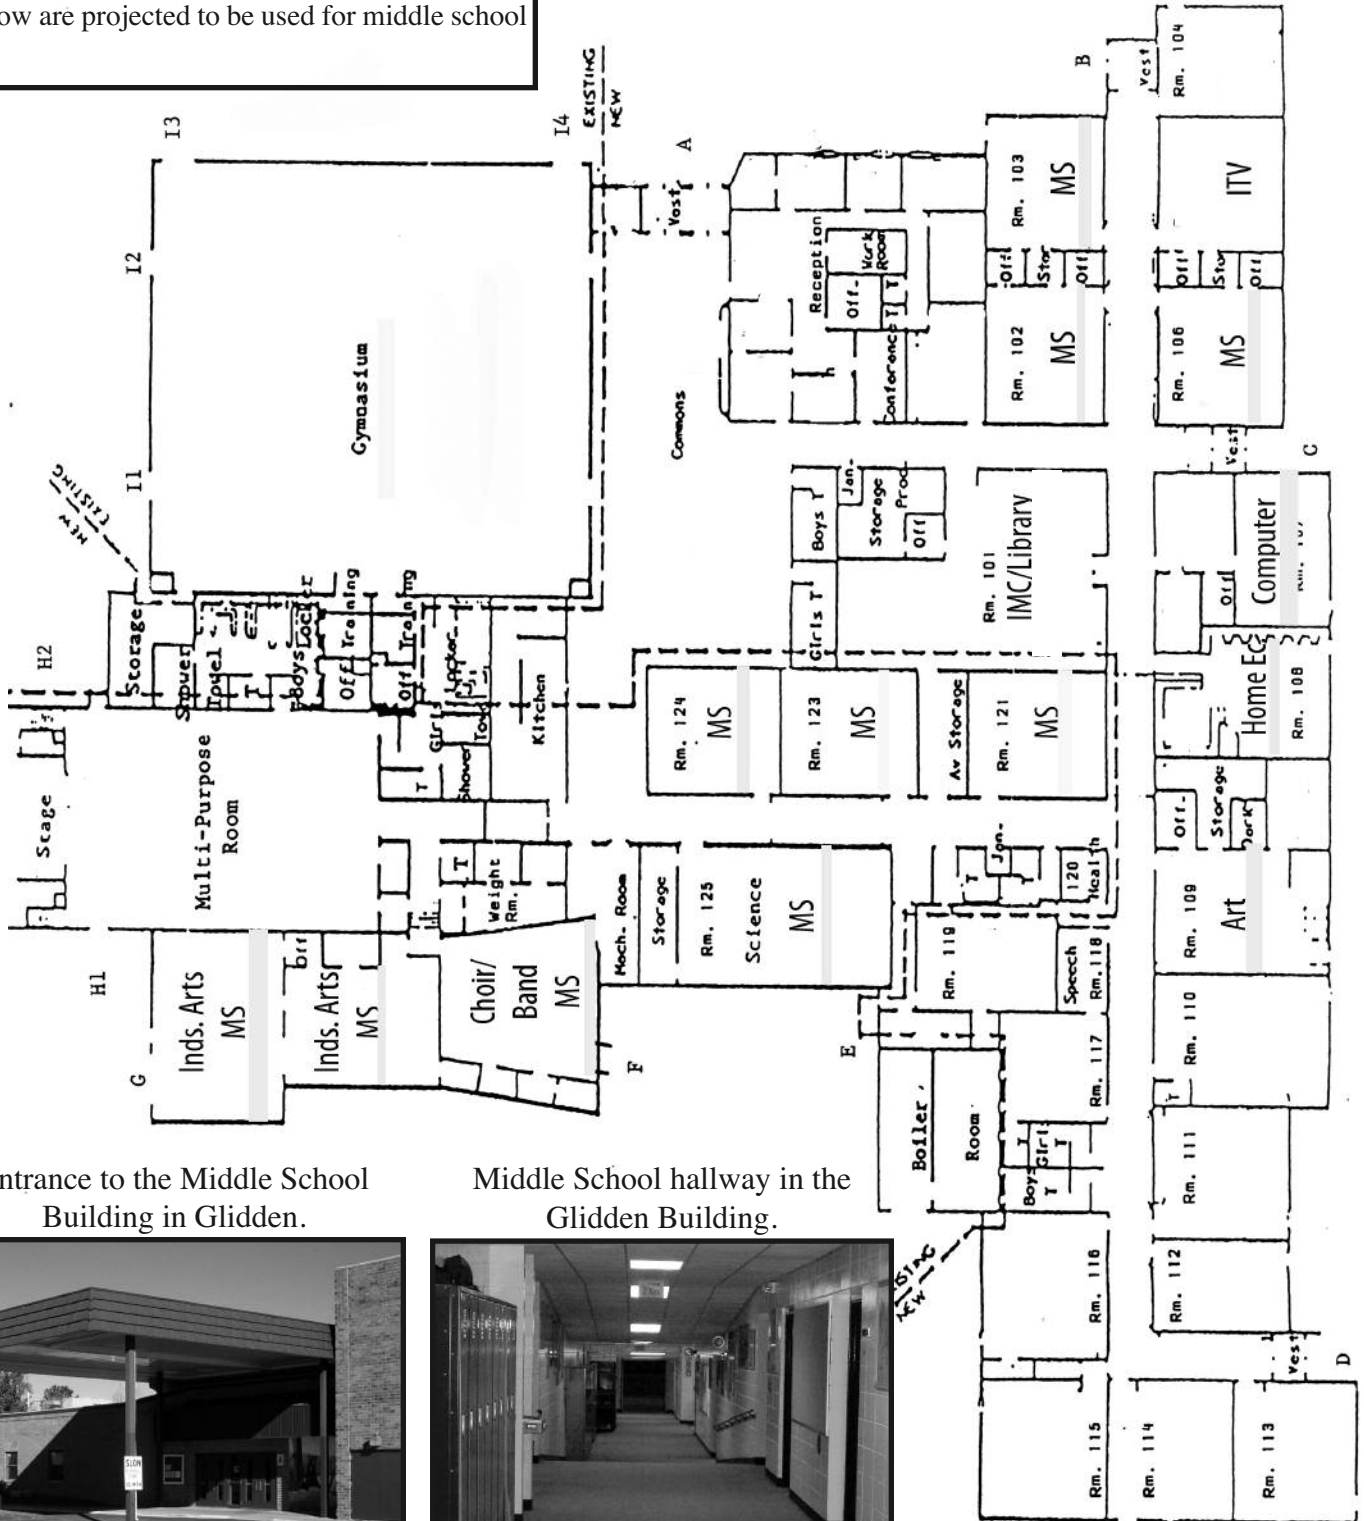 ow are projected to be used for middle school
I3
I4
EXISTING
NEW
A
B
Vest
Rm. 104
I2
I1
Gymnasium
EXISTING
NEW
Vest
Rm. 103
MS
ITV
Reception
Work
Room
Off.
T
T
Conference
Off
Stor
Off
Off
Stor
Off
Rm. 102
MS
Rm. 106
MS
Commons
Vest
C
Boys T
Jan.
Storage
Proc
Off
Girls T
Rm. 101
IMC/Library
Off
Computer
H2
Storage
Shower
Towel
T
Boys
Locker
Off
Training
Off
Training
Girls
Locker
Towel
Shower
T
Kitchen
Rm. 124
MS
Rm. 123
MS
Av Storage
Rm. 121
MS
Home Ec
Rm. 108
Stage
Multi-Purpose
Room
Off.
Storage
T
Weight
Rm.
Mech. Room
Storage
Rm. 125
Science
MS
T
Jan.
T
120
Health
Rm. 109
Art
H1
G
Inds. Arts
MS
Off
Inds. Arts
MS
Choir/
Band
MS
F
E
Rm. 119
Speech
Rm. 118
Rm. 110
Rm. 117
T
Boiler
Room
T
Girls
T
Boys
T
Rm. 111
ntrance to the Middle School
Building in Glidden.
Middle School hallway in the
Glidden Building.
NEW
Rm. 116
Rm. 112
Vest
D
Rm. 115
Rm. 114
Rm. 113